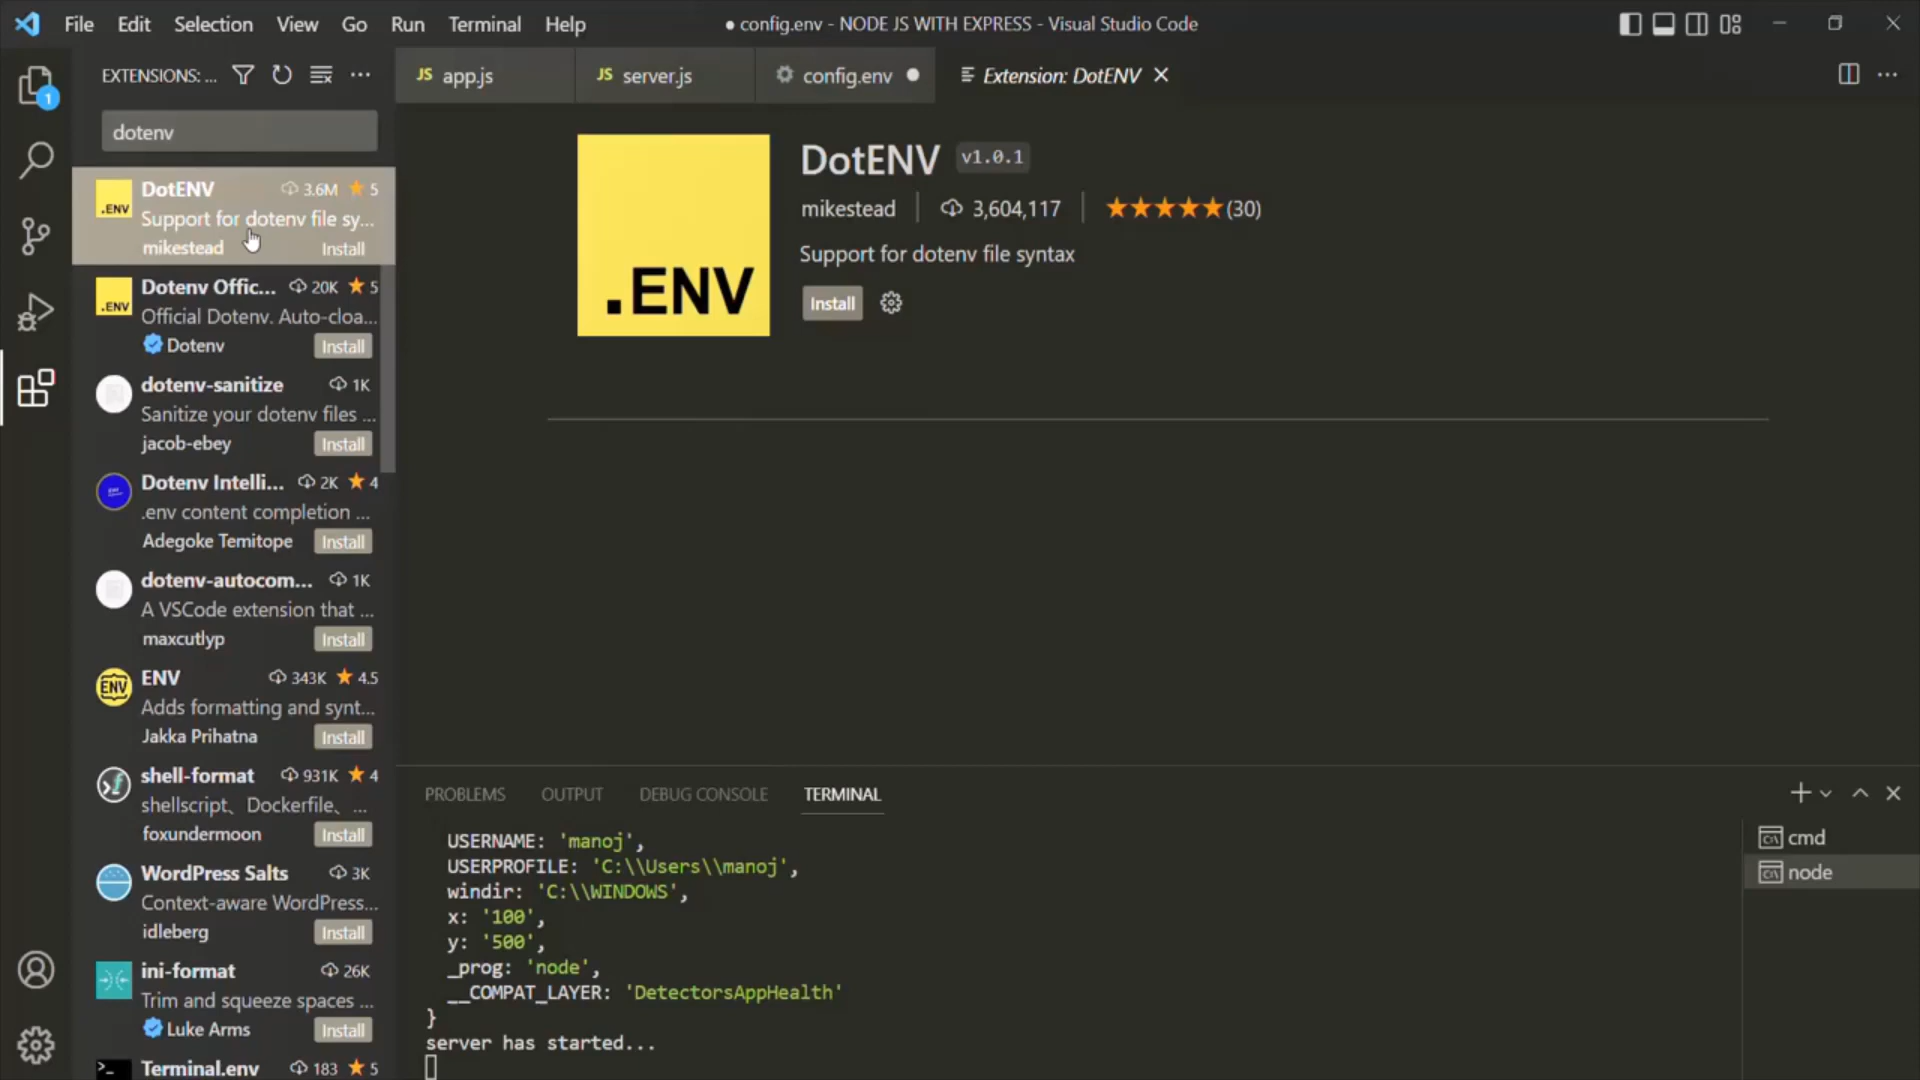 File Edit Selection View Go Run Terminal Help
● config.env - NODE JS WITH EXPRESS - Visual Studio Code
EXTENSIONS: ...
JS app.js
JS server.js
config.env ●
Extension: DotENV
1
dotenv
.ENV
DotENV 3.6M ★ 5
Support for dotenv file sy...
mikestead Install
.ENV
Dotenv Offic... 20K ★ 5
Official Dotenv. Auto-cloa...
Dotenv Install
dotenv-sanitize 1K
Sanitize your dotenv files ...
jacob-ebey Install
Dotenv Intelli... 2K ★ 4
.env content completion ...
Adegoke Temitope Install
dotenv-autocom... 1K
A VSCode extension that ...
maxcutlyp Install
ENV
ENV 343K ★ 4.5
Adds formatting and synt...
Jakka Prihatna Install
shell-format 931K ★ 4
shellscript、Dockerfile、 ...
foxundermoon Install
WordPress Salts 3K
Context-aware WordPress...
idleberg Install
ini-format 26K
Trim and squeeze spaces ...
Luke Arms Install
Terminal.env 183 ★ 5
.ENV
DotENV v1.0.1
mikestead | 3,604,117 | ★★★★★(30)
Support for dotenv file syntax
Install
PROBLEMS OUTPUT DEBUG CONSOLE TERMINAL
USERNAME: 'manoj',
USERPROFILE: 'C:\\Users\\manoj',
windir: 'C:\\WINDOWS',
x: '100',
y: '500',
_prog: 'node',
__COMPAT_LAYER: 'DetectorsAppHealth'
}
server has started...
cmd
node